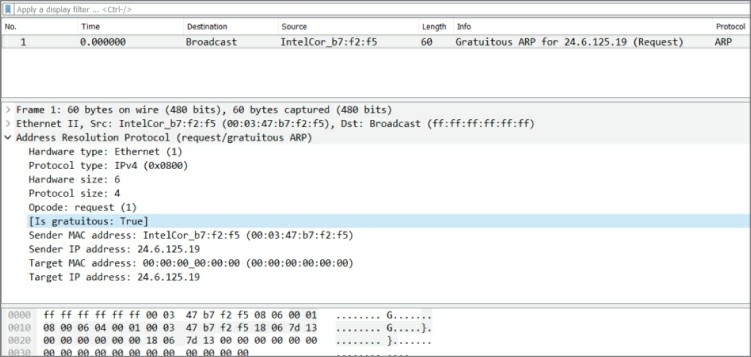 Apply a display filter ... <Ctrl-/>
No. Time Destination Source Length Info Protocol
1 0.000000 Broadcast IntelCor_b7:f2:f5 60 Gratuitous ARP for 24.6.125.19 (Request) ARP
> Frame 1: 60 bytes on wire (480 bits), 60 bytes captured (480 bits)
> Ethernet II, Src: IntelCor_b7:f2:f5 (00:03:47:b7:f2:f5), Dst: Broadcast (ff:ff:ff:ff:ff:ff)
Address Resolution Protocol (request/gratuitous ARP)
Hardware type: Ethernet (1)
Protocol type: IPv4 (0x0800)
Hardware size: 6
Protocol size: 4
Opcode: request (1)
[Is gratuitous: True]
Sender MAC address: IntelCor_b7:f2:f5 (00:03:47:b7:f2:f5)
Sender IP address: 24.6.125.19
Target MAC address: 00:00:00_00:00:00 (00:00:00:00:00:00)
Target IP address: 24.6.125.19
0000 ff ff ff ff ff ff 00 03 47 b7 f2 f5 08 06 00 01 ........ G.......
0010 08 00 06 04 00 01 00 03 47 b7 f2 f5 18 06 7d 13 ........ G.....}.
0020 00 00 00 00 00 00 18 06 7d 13 00 00 00 00 00 00 ........ }.......
0030 00 00 00 00 00 00 00 00 00 00 00 00 ........ ....